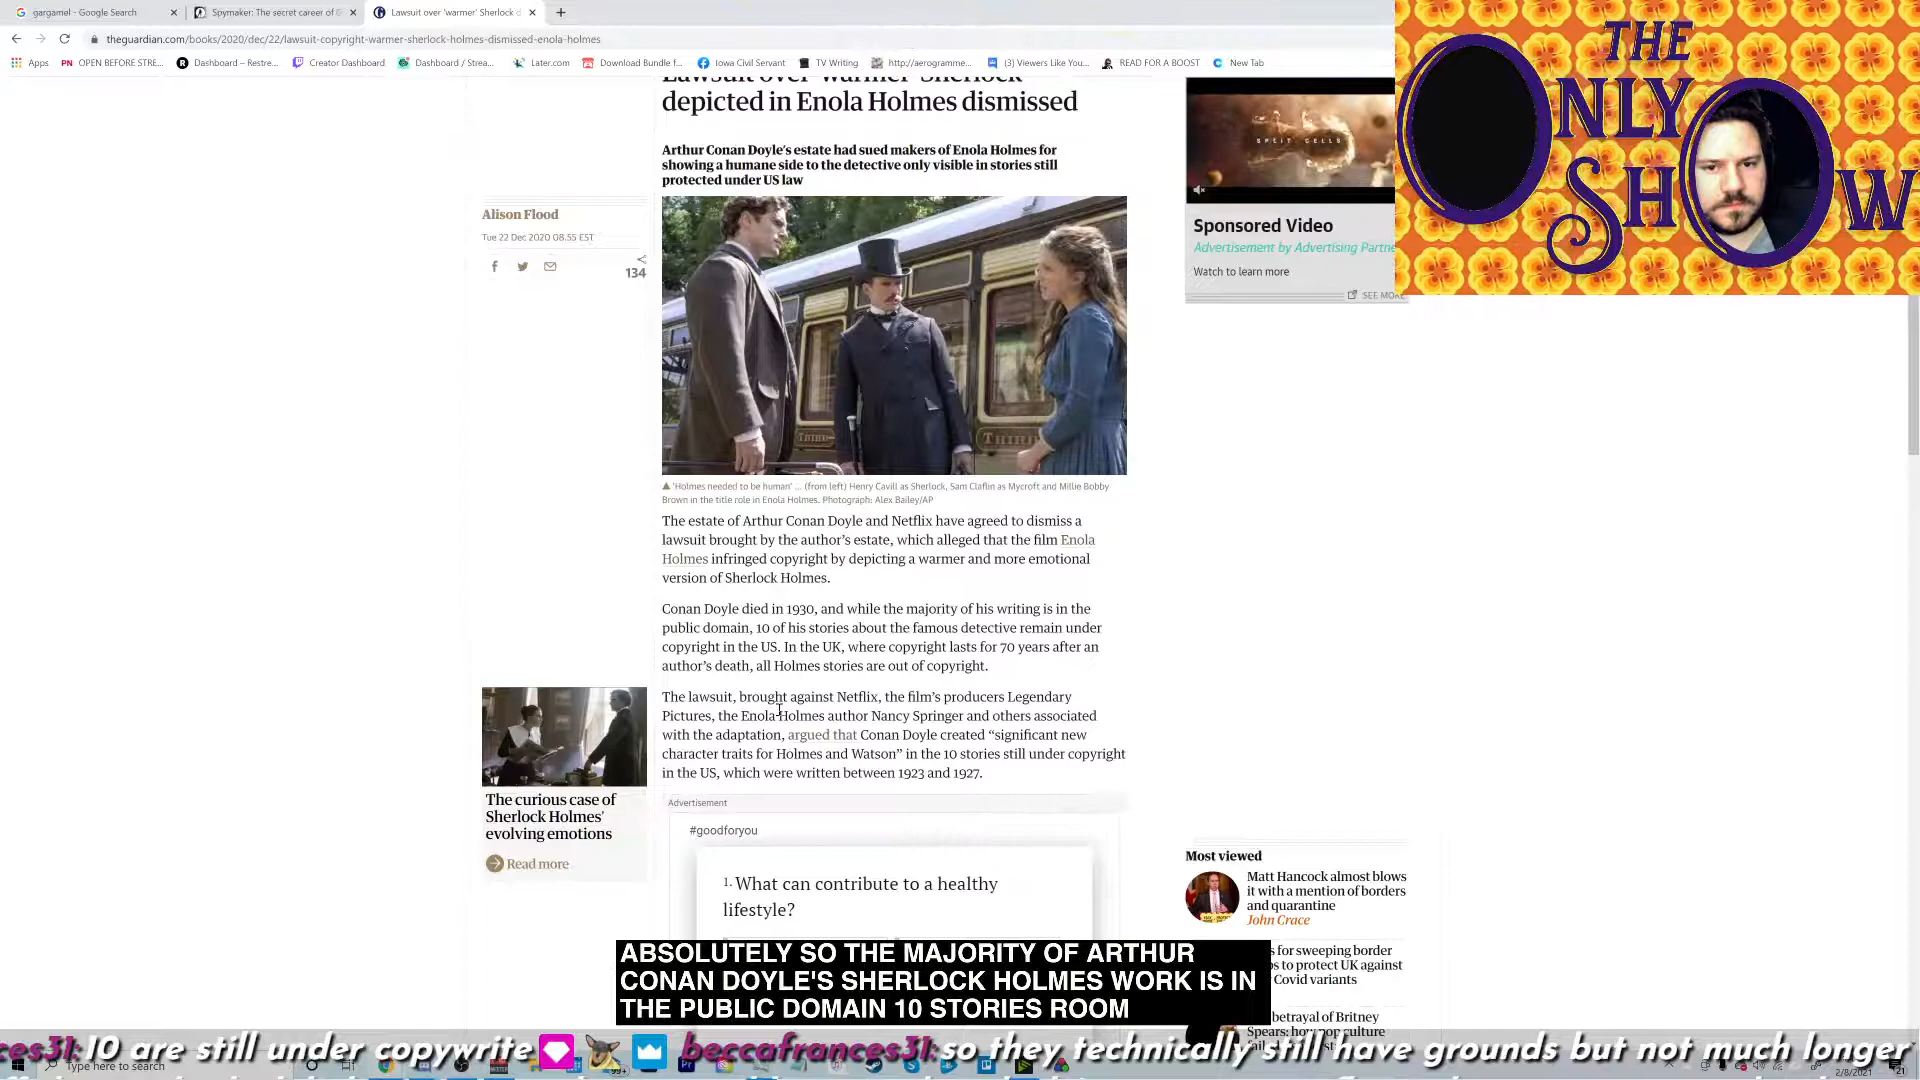 gargamel - Google Search
Spymaker: The secret career of
Lawsuit over 'warmer' Sherlock d
theguardian.com/books/2020/dec/22/lawsuit-copyright-warmer-sherlock-holmes-dismissed-enola-holmes
Apps
OPEN BEFORE STRE...
Dashboard – Restre...
Creator Dashboard
Dashboard / Strea...
Later.com
Download Bundle f...
Iowa Civil Servant
TV Writing
http://aerogramme...
(3) Viewers Like You...
READ FOR A BOOST
New Tab
THE
ONLY
SHOW
Lawsuit over 'warmer' Sherlock
depicted in Enola Holmes dismissed
Arthur Conan Doyle's estate had sued makers of Enola Holmes for
showing a humane side to the detective only visible in stories still
protected under US law
Alison Flood
Tue 22 Dec 2020 08.55 EST
134
SPLIT CELLS
Sponsored Video
Advertisement by Advertising Partne
Watch to learn more
SEE MORE
THIRD
THIRD
'Holmes needed to be human' ... (from left) Henry Cavill as Sherlock, Sam Claflin as Mycroft and Millie Bobby
Brown in the title role in Enola Holmes. Photograph: Alex Bailey/AP
The estate of Arthur Conan Doyle and Netflix have agreed to dismiss a
lawsuit brought by the author's estate, which alleged that the film Enola
Holmes infringed copyright by depicting a warmer and more emotional
version of Sherlock Holmes.
Conan Doyle died in 1930, and while the majority of his writing is in the
public domain, 10 of his stories about the famous detective remain under
copyright in the US. In the UK, where copyright lasts for 70 years after an
author's death, all Holmes stories are out of copyright.
The lawsuit, brought against Netflix, the film's producers Legendary
Pictures, the Enola Holmes author Nancy Springer and others associated
with the adaptation, argued that Conan Doyle created "significant new
character traits for Holmes and Watson" in the 10 stories still under copyright
in the US, which were written between 1923 and 1927.
The curious case of
Sherlock Holmes'
evolving emotions
Read more
Advertisement
#goodforyou
1. What can contribute to a healthy
lifestyle?
Most viewed
Matt Hancock almost blows
it with a mention of borders
and quarantine
John Crace
s for sweeping border
ps to protect UK against
Covid variants
betrayal of Britney
Spears: how pop culture
ABSOLUTELY SO THE MAJORITY OF ARTHUR
CONAN DOYLE'S SHERLOCK HOLMES WORK IS IN
THE PUBLIC DOMAIN 10 STORIES ROOM
ces31: 10 are still under copywrite beccafrances31: so they technically still have grounds but not much longer
Type here to search
99+
2/8/2021
21